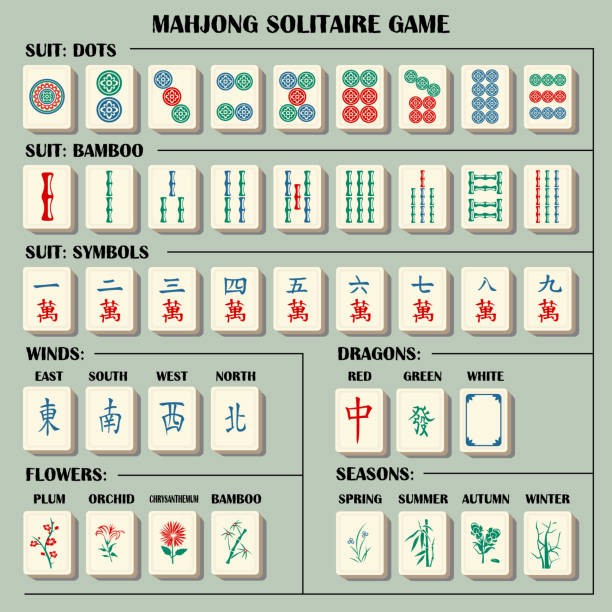 MAHJONG SOLITAIRE GAME
SUIT: DOTS
SUIT: BAMBOO
SUIT: SYMBOLS
一 二 三 四 五 六 七 八 九
萬 萬 萬 萬 萬 萬 萬 萬 萬
WINDS:
EAST SOUTH WEST NORTH
東 南 西 北
DRAGONS:
RED GREEN WHITE
中 發
FLOWERS:
PLUM ORCHID CHRYSANTHEMUM BAMBOO
SEASONS:
SPRING SUMMER AUTUMN WINTER